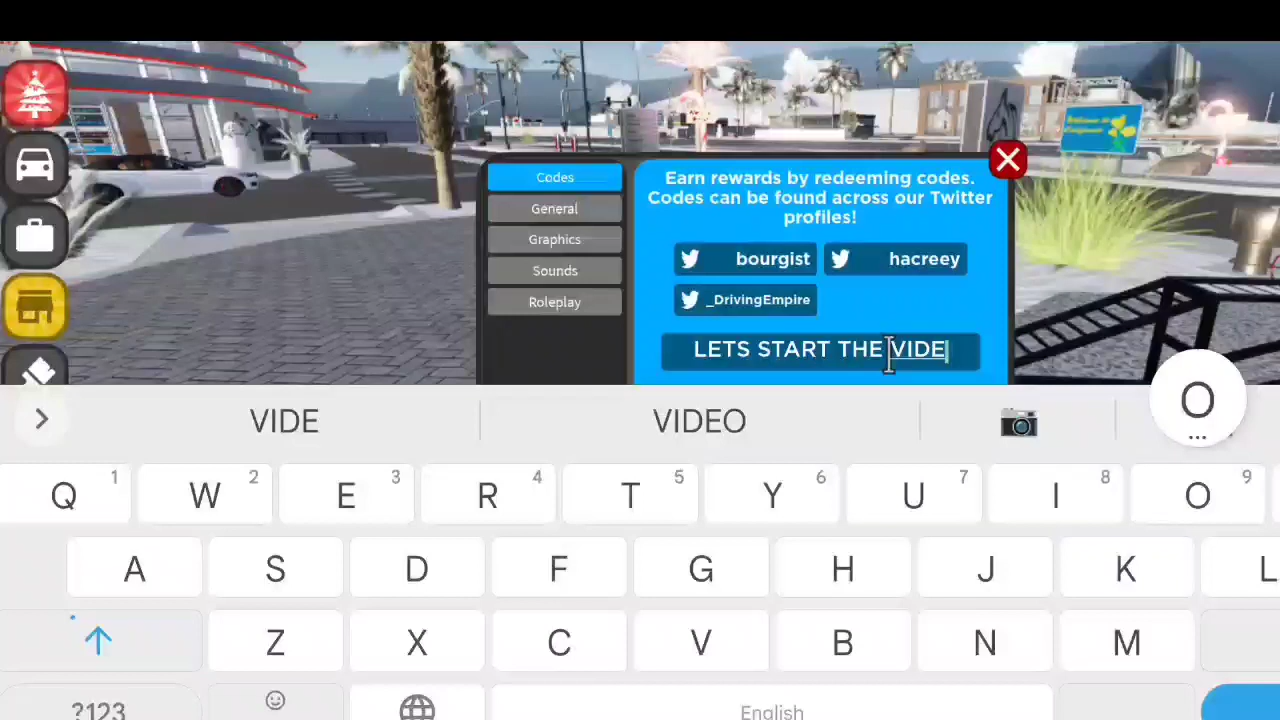 Codes
General
Graphics
Sounds
Roleplay
Earn rewards by redeeming codes.
Codes can be found across our Twitter
profiles!
bourgist
hacreey
_DrivingEmpire
LETS START THE VIDE
VIDE
VIDEO
O
Q 1 W 2 E 3 R 4 T 5 Y 6 U 7 I 8 O 9
A S D F G H J K L
Z X C V B N M
?123
English